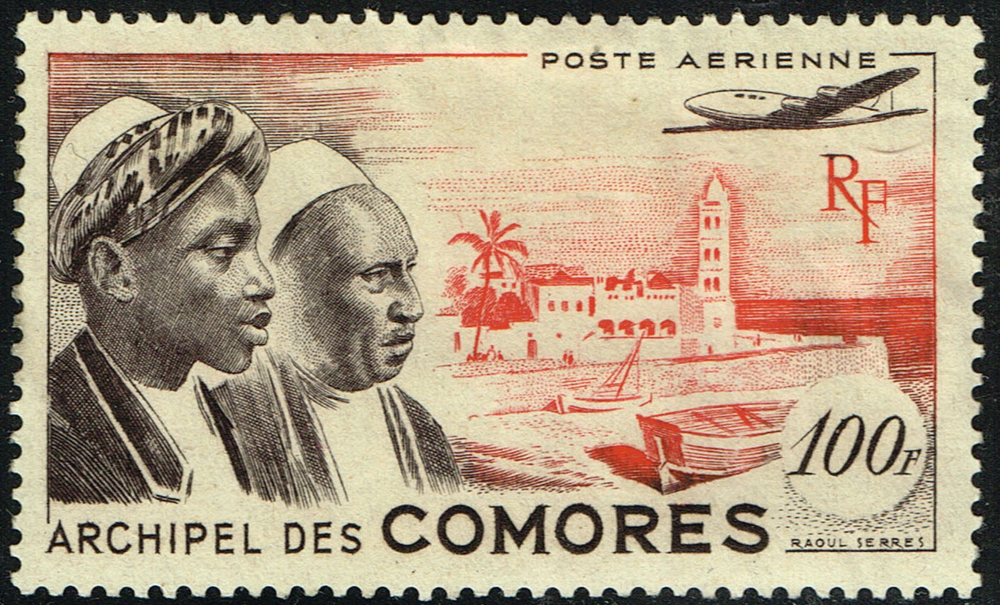 POSTE AERIENNE
RF
100F
ARCHIPEL DES COMORES
RAOUL SERRES